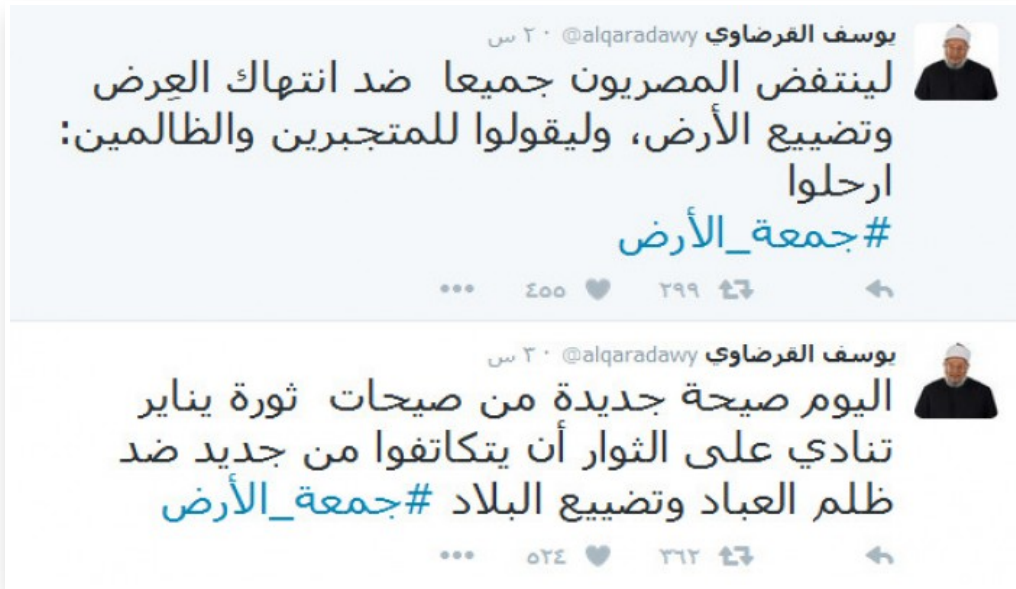 يوسف القرضاوي @alqaradawy · ٢ س
لينتفض المصريون جميعا ضد انتهاك العِرض
وتضييع الأرض، وليقولوا للمتجبرين والظالمين:
ارحلوا
#جمعة_الأرض
٢٩٩ ٤٥٥
يوسف القرضاوي @alqaradawy · ٣ س
اليوم صيحة جديدة من صيحات ثورة يناير
تنادي على الثوار أن يتكاتفوا من جديد ضد
ظلم العباد وتضييع البلاد #جمعة_الأرض
٣٦٢ ٥٢٤